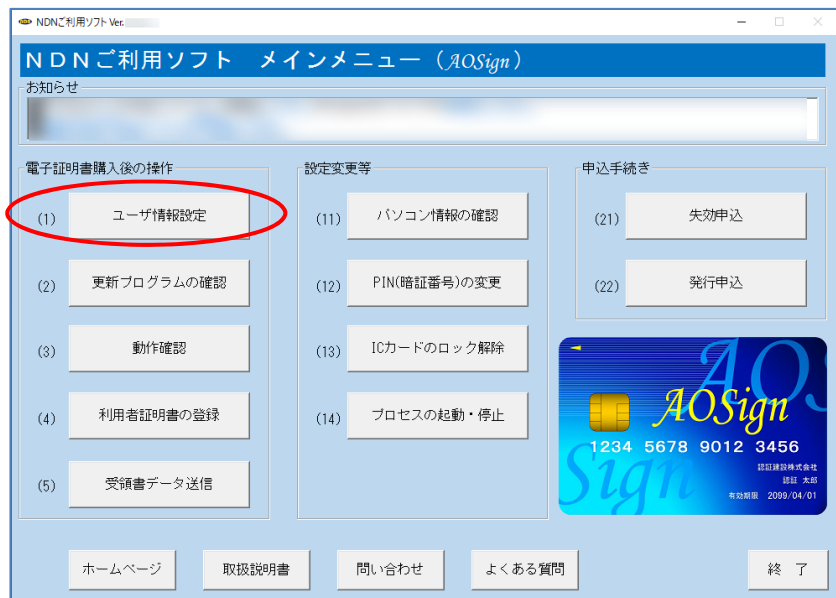 NDNご利用ソフト Ver.
NDNご利用ソフト メインメニュー（AOSign）
お知らせ
電子証明書購入後の操作
(1) ユーザ情報設定
(2) 更新プログラムの確認
(3) 動作確認
(4) 利用者証明書の登録
(5) 受領書データ送信
設定変更等
(11) パソコン情報の確認
(12) PIN(暗証番号)の変更
(13) ICカードのロック解除
(14) プロセスの起動・停止
申込手続き
(21) 失効申込
(22) 発行申込
AOSign
AOSign
Sign
1234 5678 9012 3456
認証建設株式会社
認証 太郎
有効期限 2099/04/01
ホームページ
取扱説明書
問い合わせ
よくある質問
終 了